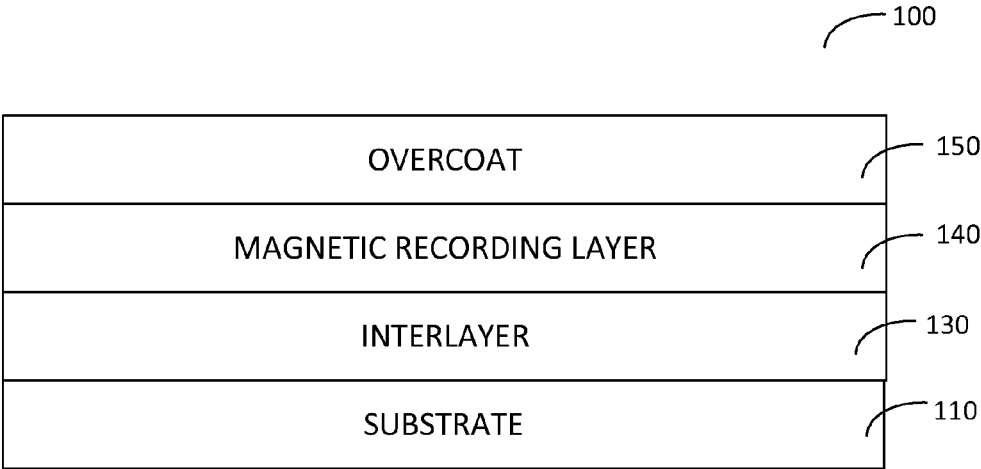 100
OVERCOAT
150
MAGNETIC RECORDING LAYER
140
INTERLAYER
130
SUBSTRATE
110